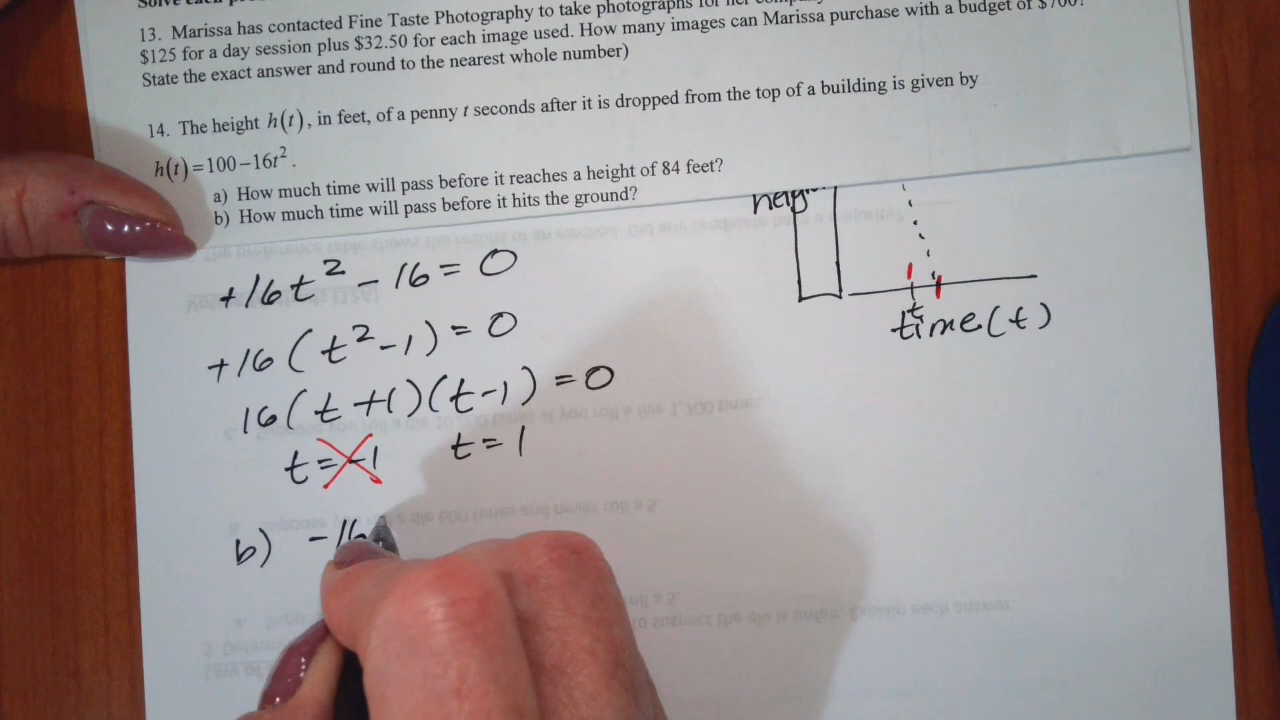 13. Marissa has contacted Fine Taste Photography to take photographs for her
$125 for a day session plus $32.50 for each image used. How many images can Marissa purchase with a budget of $700?
State the exact answer and round to the nearest whole number)
14. The height h(t), in feet, of a penny t seconds after it is dropped from the top of a building is given by
h(t)=100−16t².
a) How much time will pass before it reaches a height of 84 feet?
b) How much time will pass before it hits the ground?
+16t² − 16 = 0
+16(t²−1) = 0
16(t+1)(t−1) = 0
t=−1 t=1
b) −16
t
time(t)